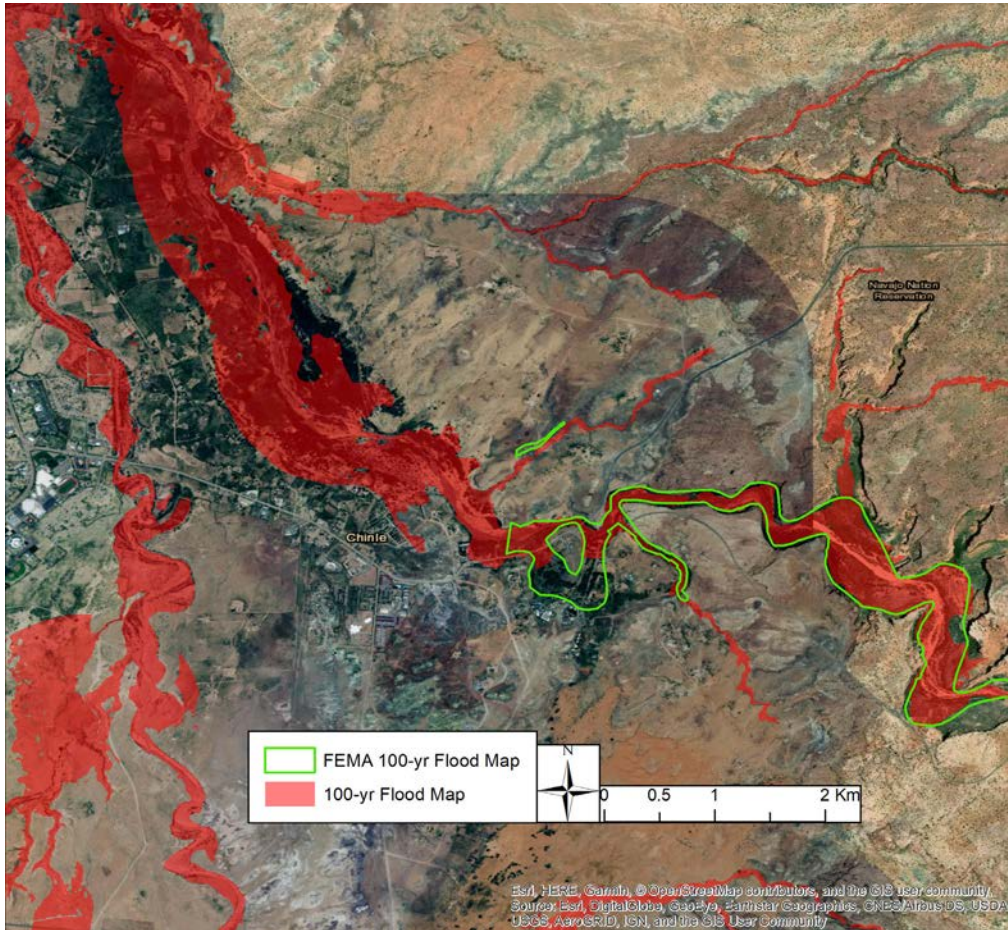 Navajo Nation
Reservation
Chinle
FEMA 100-yr Flood Map
100-yr Flood Map
N
0 0.5 1 2 Km
Esri, HERE, Garmin, © OpenStreetMap contributors, and the GIS user community,
Source: Esri, DigitalGlobe, GeoEye, Earthstar Geographics, CNES/Airbus DS, USDA,
USGS, AeroGRID, IGN, and the GIS User Community